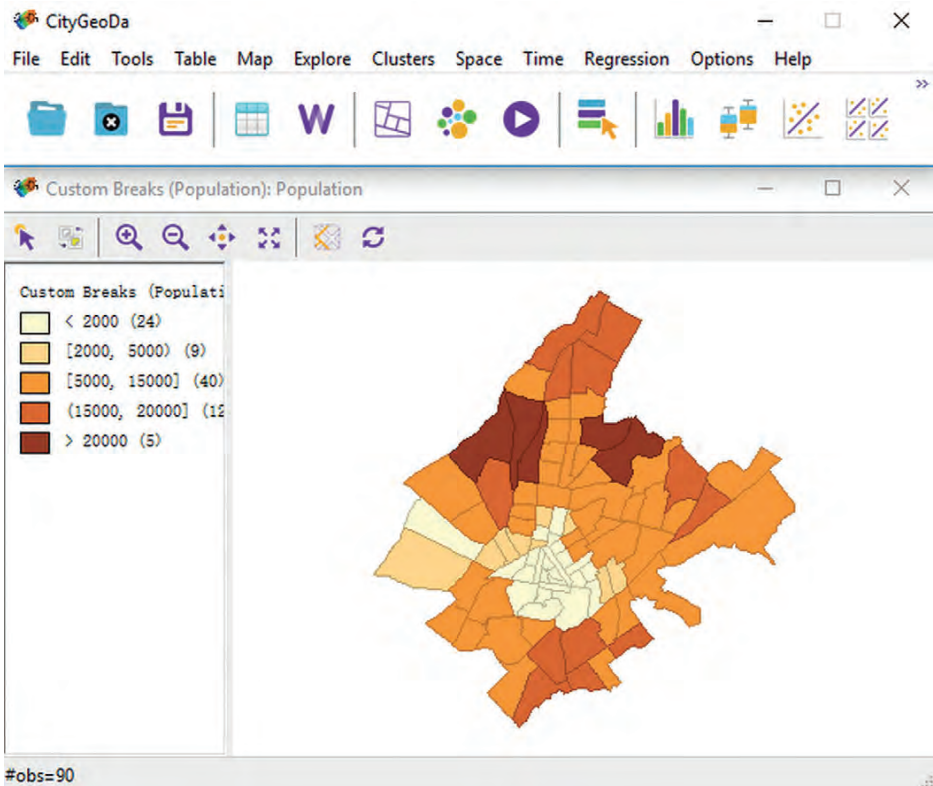 CityGeoDa
File Edit Tools Table Map Explore Clusters Space Time Regression Options Help
W
»
Custom Breaks (Population): Population
Custom Breaks (Populati
< 2000 (24)
[2000, 5000) (9)
[5000, 15000] (40)
(15000, 20000] (12
> 20000 (5)
#obs=90